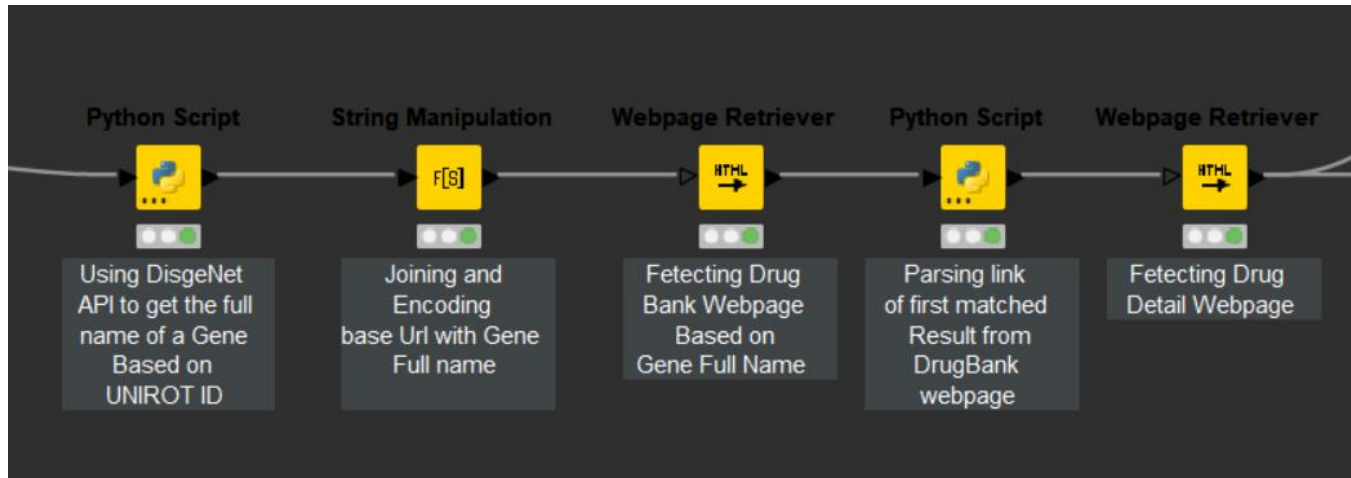 Python Script
String Manipulation
Webpage Retriever
Python Script
Webpage Retriever
F[S]
HTML
HTML
Using DisgeNet
API to get the full
name of a Gene
Based on
UNIROT ID
Joining and
Encoding
base Url with Gene
Full name
Fetecting Drug
Bank Webpage
Based on
Gene Full Name
Parsing link
of first matched
Result from
DrugBank
webpage
Fetecting Drug
Detail Webpage